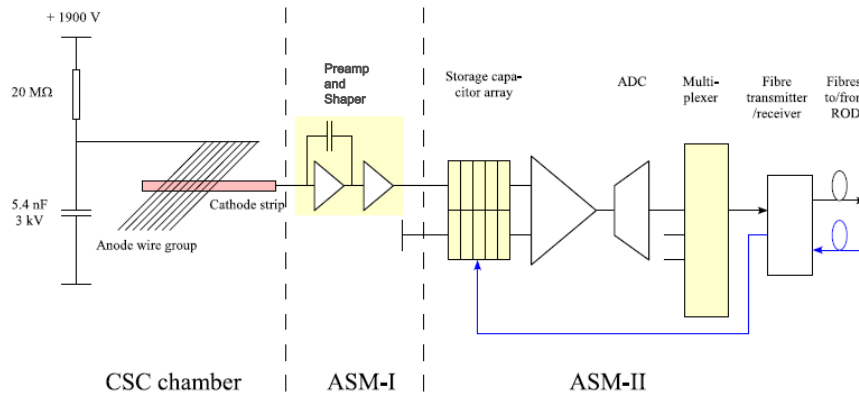 + 1900 V
20 MΩ
5.4 nF
3 kV
Anode wire group
Cathode strip
Preamp
and
Shaper
Storage capa-
citor array
ADC
Multi-
plexer
Fibre
transmitter
/receiver
Fibres
to/from
ROD
CSC chamber
ASM-I
ASM-II